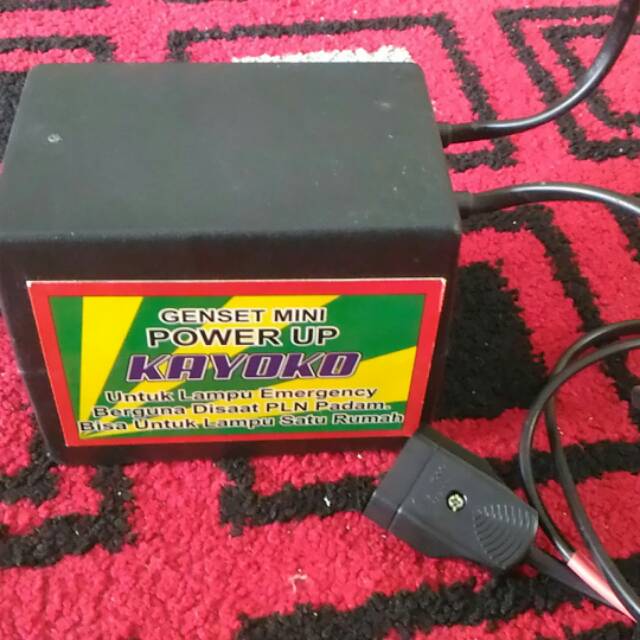 GENSET MINI
POWER UP
KAYOKO
Untuk Lampu Emergency
Berguna Disaat PLN Padam.
Bisa Untuk Lampu Satu Rumah